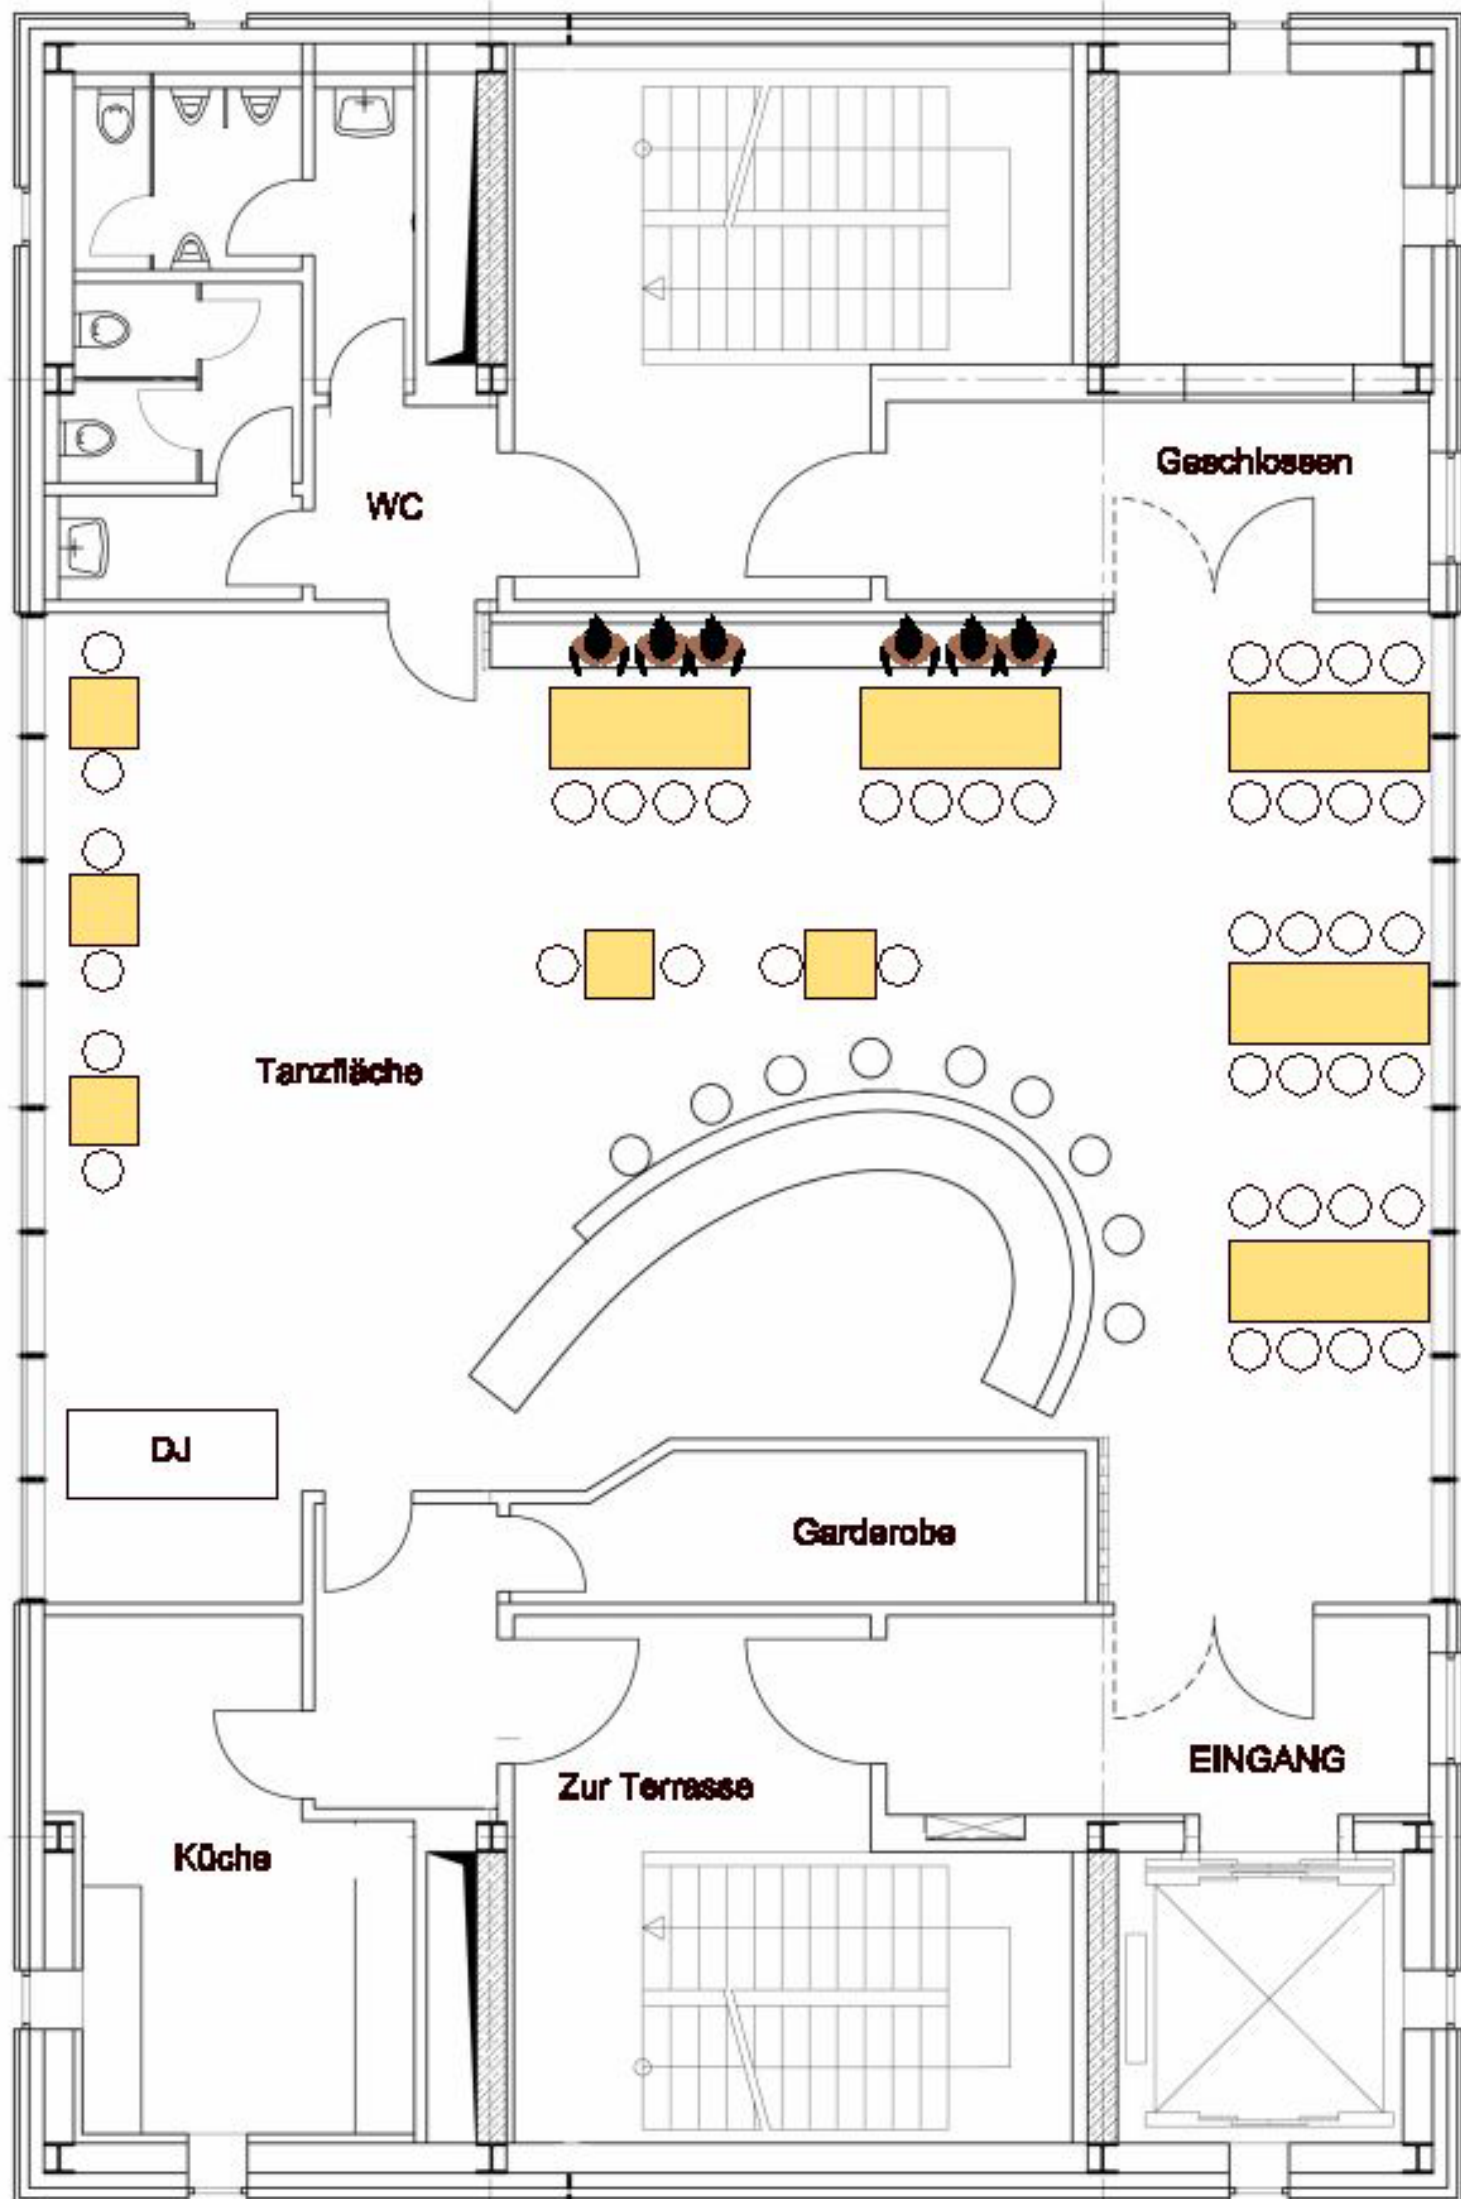 Geschlossen
WC
Tanzfläche
DJ
Garderobe
EINGANG
Zur Terrasse
Küche